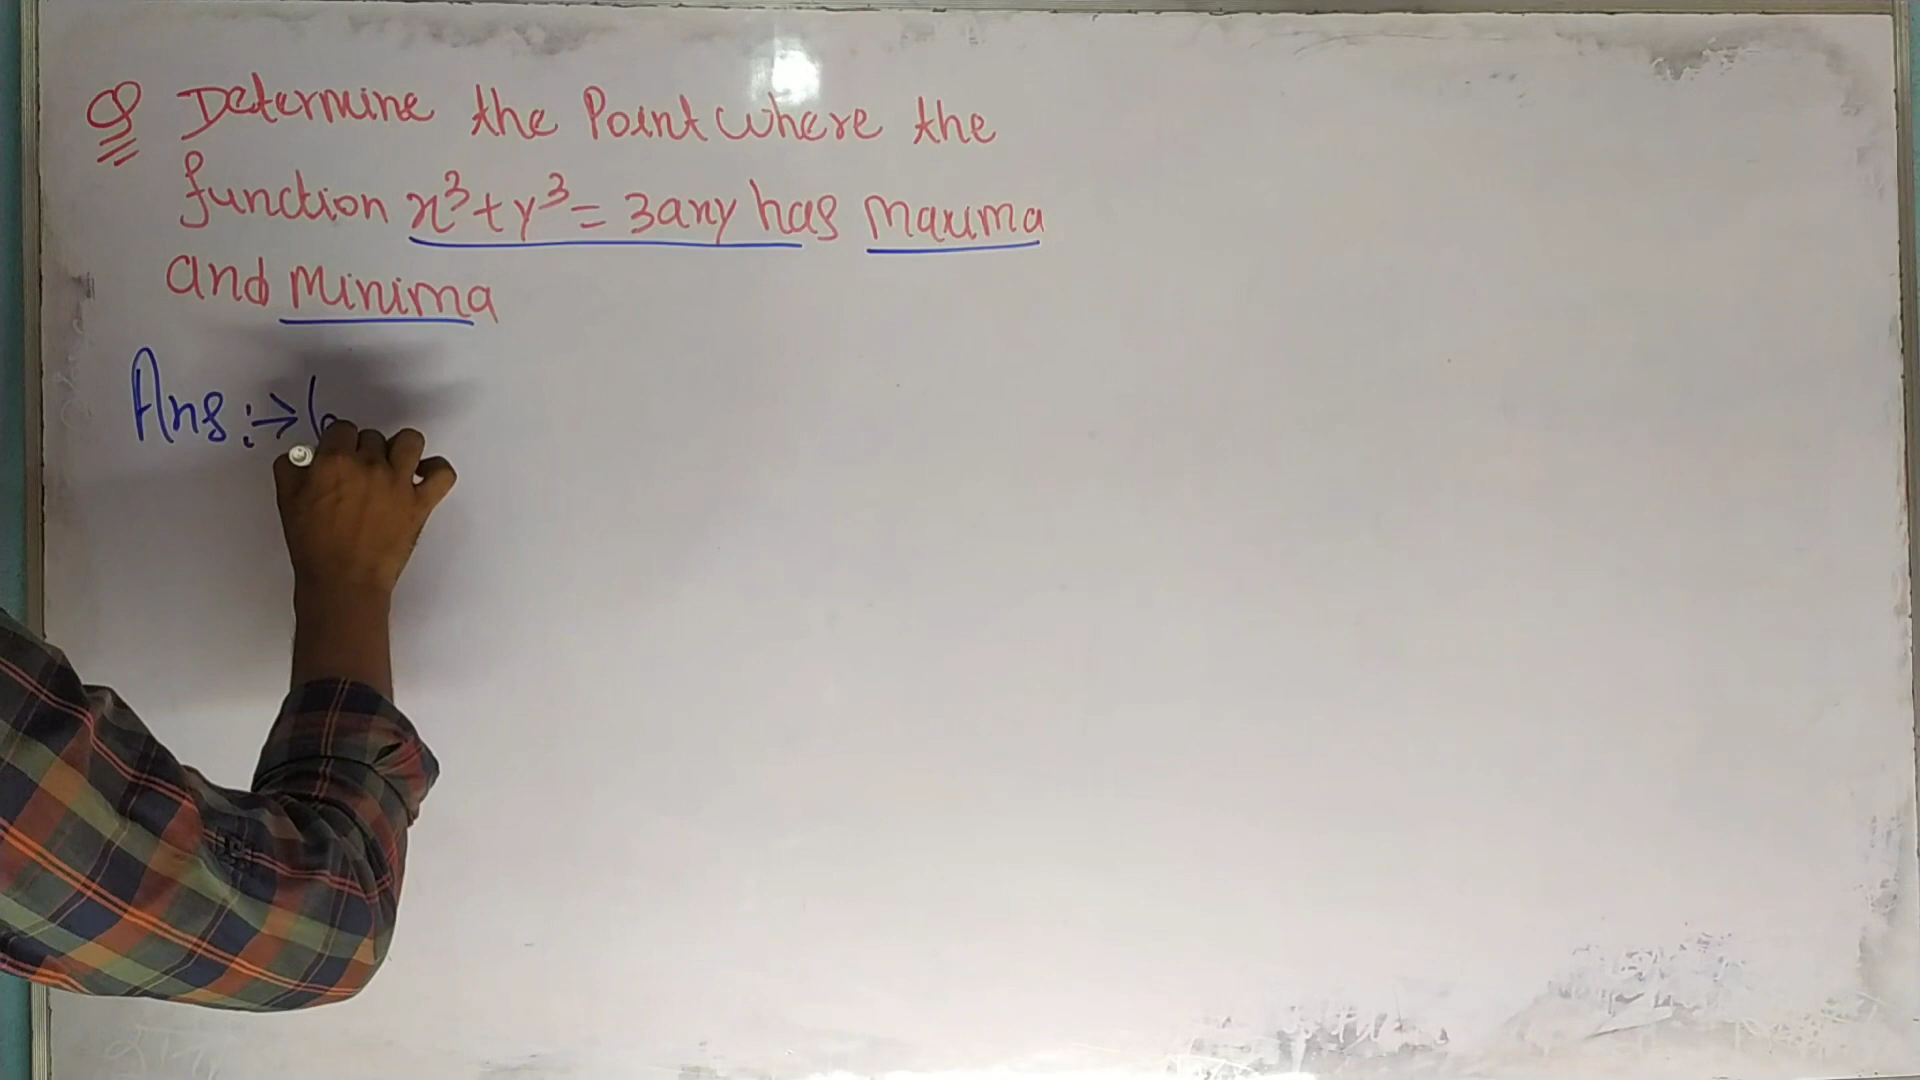 Q Determine the Point where the
function x³+y³=3axy has maxima
and minima
Ans:→